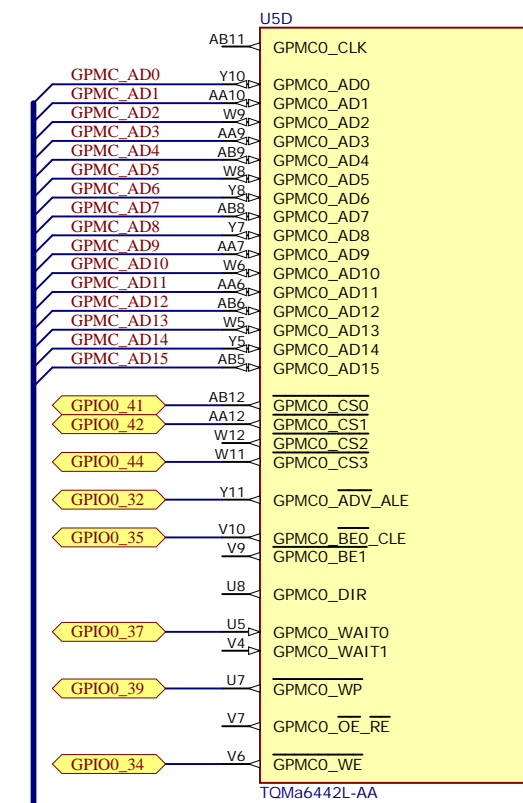 U5D
AB11 GPMC0_CLK
GPMC_AD0 Y10 GPMC0_AD0
GPMC_AD1 AA10 GPMC0_AD1
GPMC_AD2 W9 GPMC0_AD2
GPMC_AD3 AA9 GPMC0_AD3
GPMC_AD4 AB9 GPMC0_AD4
GPMC_AD5 W8 GPMC0_AD5
GPMC_AD6 Y8 GPMC0_AD6
GPMC_AD7 AB8 GPMC0_AD7
GPMC_AD8 Y7 GPMC0_AD8
GPMC_AD9 AA7 GPMC0_AD9
GPMC_AD10 W6 GPMC0_AD10
GPMC_AD11 AA6 GPMC0_AD11
GPMC_AD12 AB6 GPMC0_AD12
GPMC_AD13 W5 GPMC0_AD13
GPMC_AD14 Y5 GPMC0_AD14
GPMC_AD15 AB5 GPMC0_AD15
GPIO0_41 AB12 GPMC0_CS0
GPIO0_42 AA12 GPMC0_CS1
W12 GPMC0_CS2
GPIO0_44 W11 GPMC0_CS3
GPIO0_32 Y11 GPMC0_ADV_ALE
GPIO0_35 V10 GPMC0_BE0_CLE
V9 GPMC0_BE1
U8 GPMC0_DIR
GPIO0_37 U5 GPMC0_WAIT0
V4 GPMC0_WAIT1
GPIO0_39 U7 GPMC0_WP
V7 GPMC0_OE_RE
GPIO0_34 V6 GPMC0_WE
TQMa6442L-AA